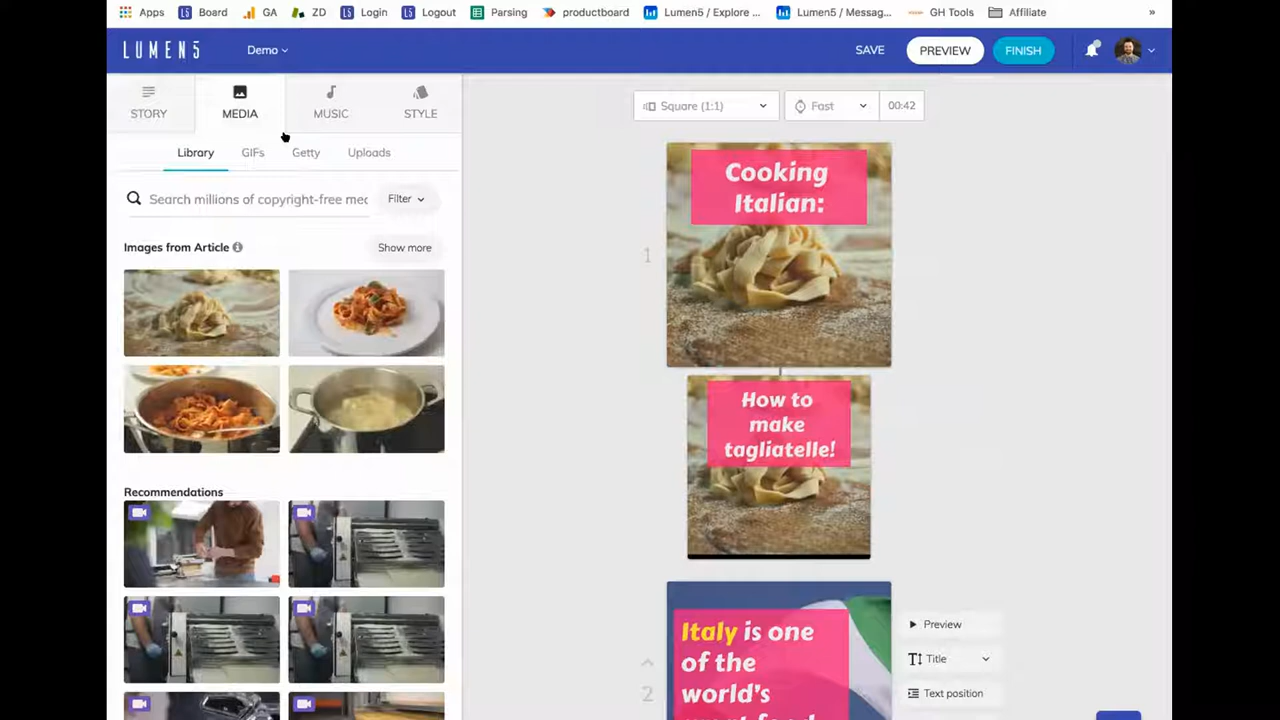 Apps Board GA ZD Login Logout Parsing productboard Lumen5 / Explore ... Lumen5 / Messag... GH Tools Affiliate »
LUMEN5 Demo SAVE PREVIEW FINISH
STORY MEDIA MUSIC STYLE
Square (1:1) Fast 00:42
Library GIFs Getty Uploads
Search millions of copyright-free med Filter
Images from Article Show more
Recommendations
1
Cooking
Italian:
How to
make
tagliatelle!
2
Italy is one
of the
world's
Preview
Title
Text position